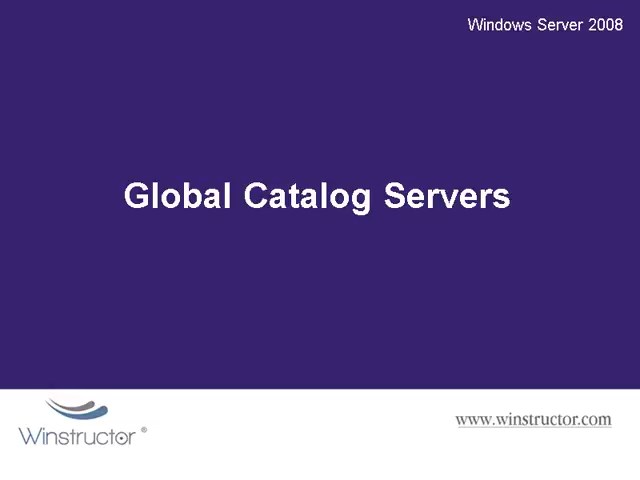 Windows Server 2008
Global Catalog Servers
Winstructor ®
www.winstructor.com